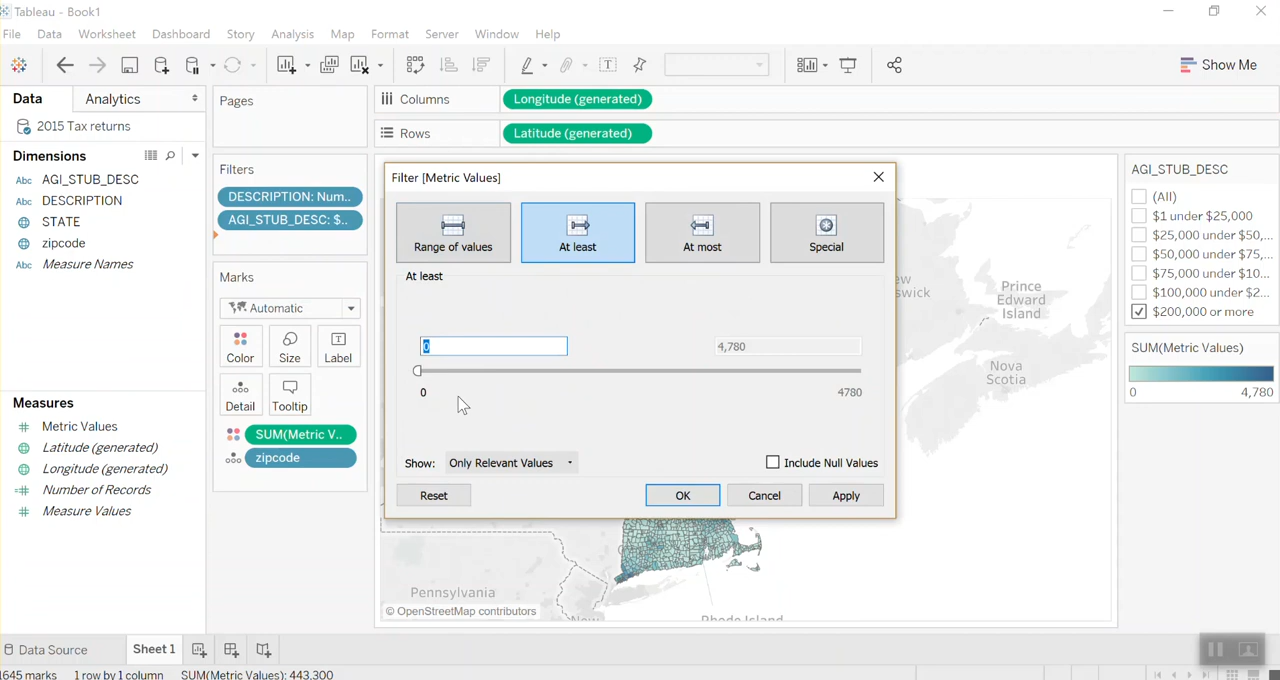 Tableau - Book1
File Data Worksheet Dashboard Story Analysis Map Format Server Window Help
Show Me
Data Analytics
2015 Tax returns
Dimensions
Abc AGI_STUB_DESC
Abc DESCRIPTION
STATE
zipcode
Abc Measure Names
Measures
Metric Values
Latitude (generated)
Longitude (generated)
Number of Records
Measure Values
Pages
Filters
DESCRIPTION: Num..
AGI_STUB_DESC: $..
Marks
Automatic
Color Size Label
Detail Tooltip
SUM(Metric V..
zipcode
Columns Longitude (generated)
Rows Latitude (generated)
Filter [Metric Values]
Range of values At least At most Special
At least
0 4,780
0 4780
Show: Only Relevant Values Include Null Values
Reset OK Cancel Apply
Prince
Edward
Island
Nova
Scotia
Pennsylvania
© OpenStreetMap contributors
Rhode Island
AGI_STUB_DESC
(All)
$1 under $25,000
$25,000 under $50,...
$50,000 under $75,...
$75,000 under $10...
$100,000 under $2...
$200,000 or more
SUM(Metric Values)
0 4,780
Data Source Sheet 1
1645 marks 1 row by 1 column SUM(Metric Values): 443,300